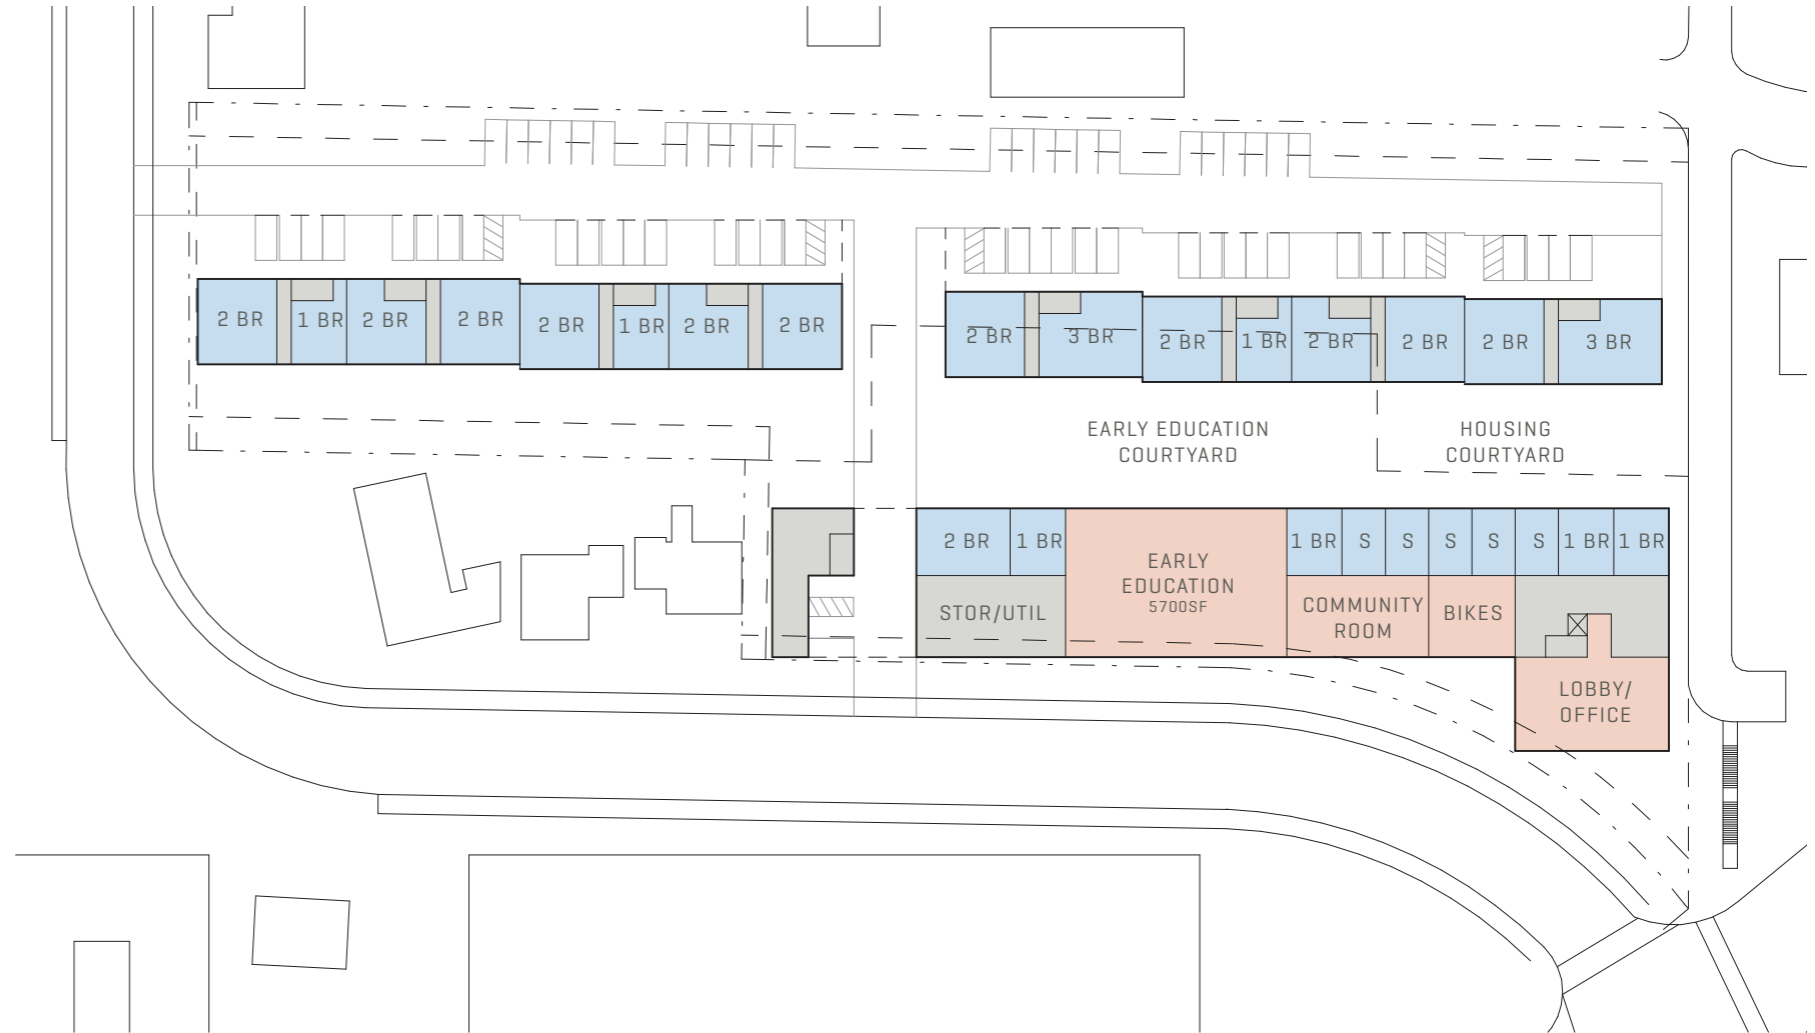 2 BR 1 BR 2 BR 2 BR 2 BR 1 BR 2 BR 2 BR
2 BR 3 BR 2 BR 1 BR 2 BR 2 BR 2 BR 3 BR
EARLY EDUCATION
COURTYARD
HOUSING
COURTYARD
2 BR 1 BR
EARLY
EDUCATION
5700SF
1 BR S S S S S 1 BR 1 BR
STOR/UTIL
COMMUNITY
ROOM
BIKES
LOBBY/
OFFICE